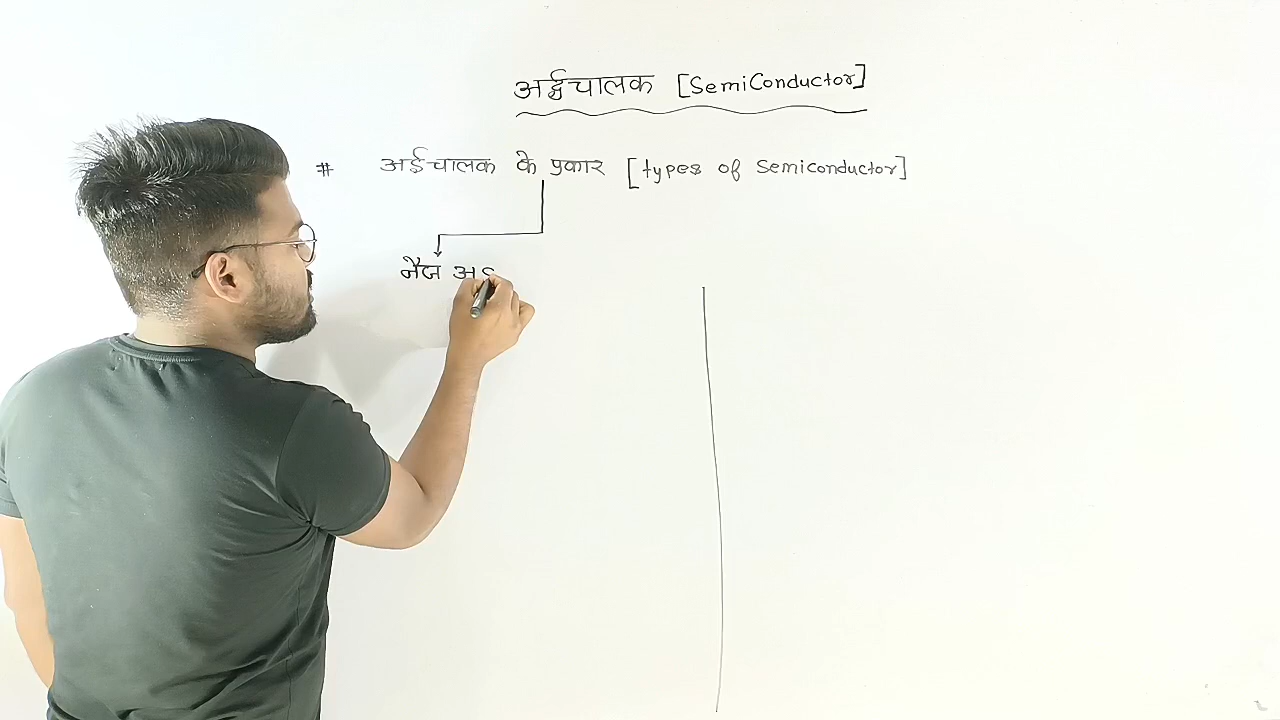 अर्द्धचालक [SemiConductor]
# अर्द्धचालक के प्रकार [types of semiconductor]
नैज